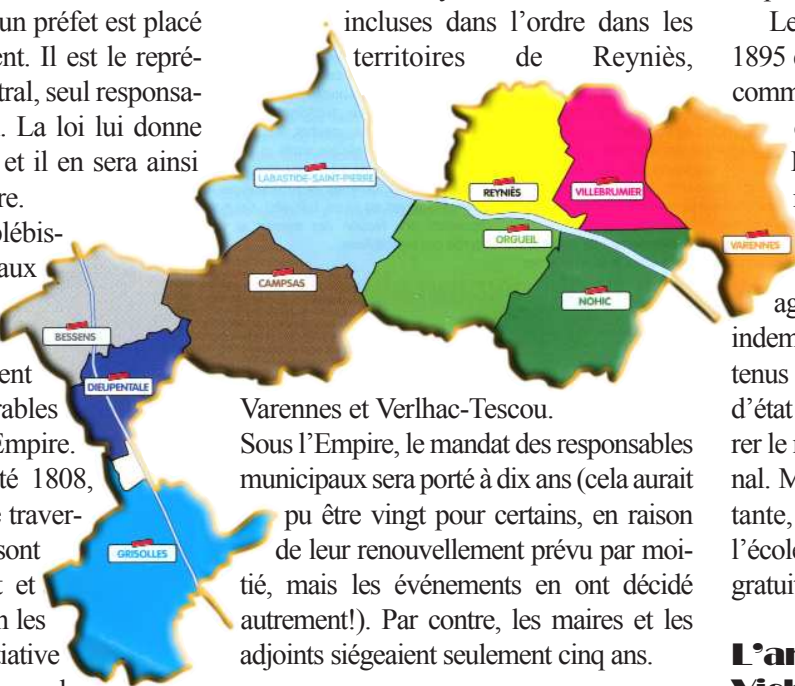 un préfet est placé
ent. Il est le repré-
tral, seul responsa-
. La loi lui donne
et il en sera ainsi
re.
plébis-
aux
ent
rables
Empire.
té 1808,
e traver-
sont
t et
n les
tiative
incluses dans l’ordre dans les
territoires de Reyniès,
LABASTIDE-SAINT-PIERRE
REYNIÈS
VILLEBRUMIER
VARENNES
ORGUEIL
NOHIC
CAMPSAS
BESSENS
DIEUPENTALE
GRISOLLES
Varennes et Verlhac-Tescou.
Sous l’Empire, le mandat des responsables
municipaux sera porté à dix ans (cela aurait
pu être vingt pour certains, en raison
de leur renouvellement prévu par moi-
tié, mais les événements en ont décidé
autrement!). Par contre, les maires et les
adjoints siégeaient seulement cinq ans.
Le
1895
comm
ag
indem
tenus
d’état
rer le
nal. M
tante,
l’école
gratuit
L’a